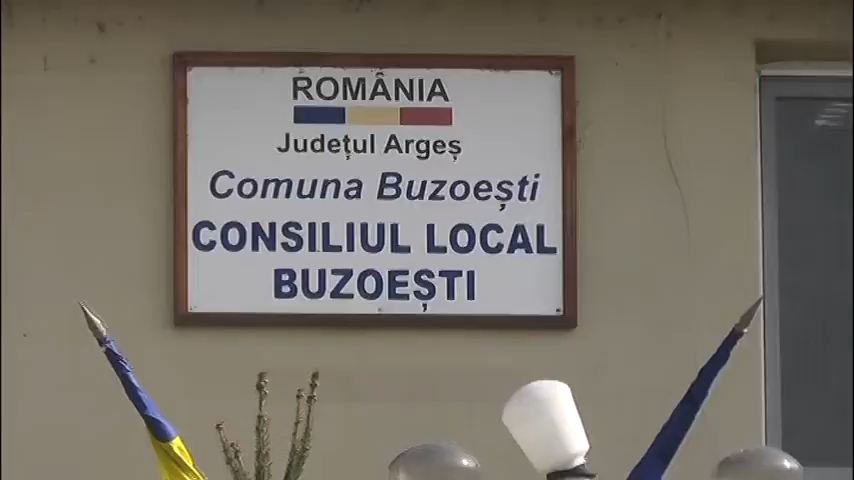 ROMÂNIA
Județul Argeș
Comuna Buzoești
CONSILIUL LOCAL
BUZOEȘTI